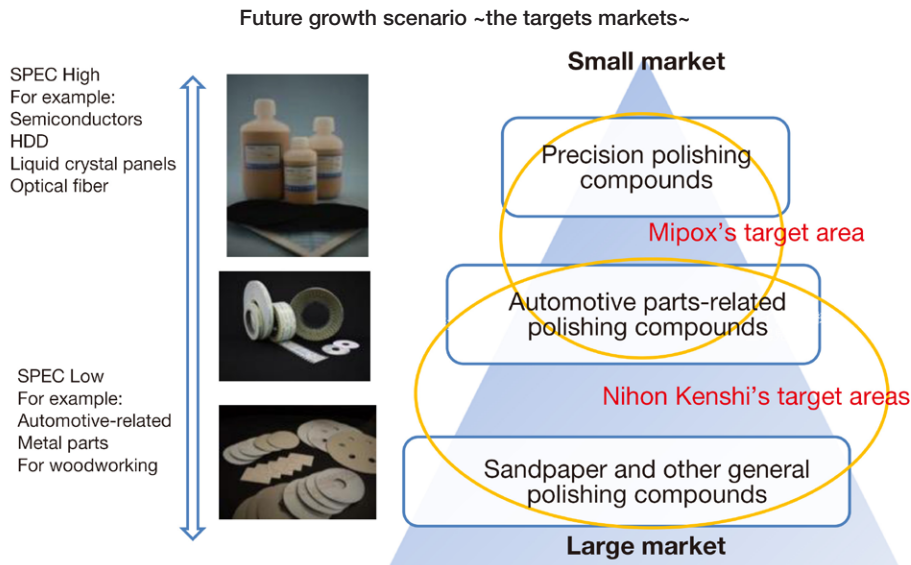 Future growth scenario ~the targets markets~
SPEC High
For example:
Semiconductors
HDD
Liquid crystal panels
Optical fiber
SPEC Low
For example:
Automotive-related
Metal parts
For woodworking
Small market
Precision polishing
compounds
Mipox’s target area
Automotive parts-related
polishing compounds
Nihon Kenshi’s target areas
Sandpaper and other general
polishing compounds
Large market